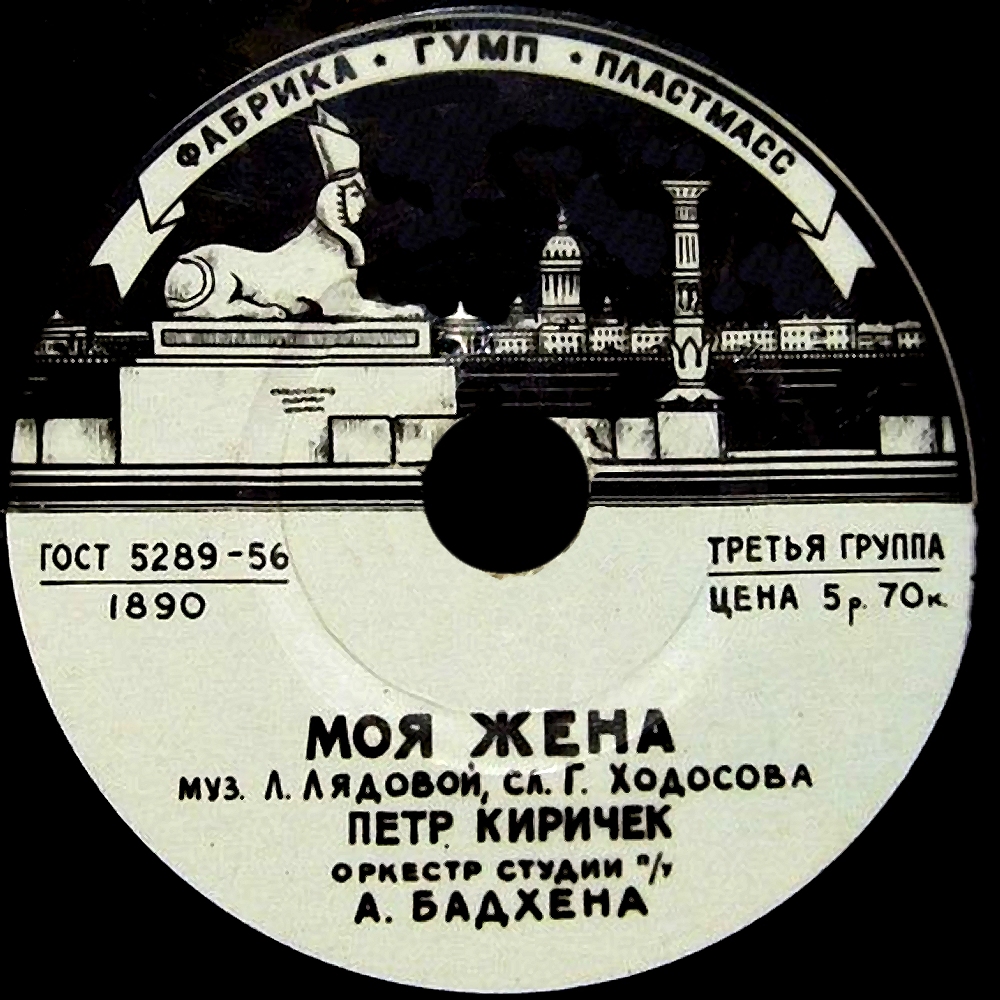 ФАБРИКА • ГУМП • ПЛАСТМАСС
ГОСТ 5289-56
1890
ТРЕТЬЯ ГРУППА
ЦЕНА 5р. 70к.
МОЯ ЖЕНА
МУЗ. Л. ЛЯДОВОЙ, СЛ. Г. ХОДОСОВА
ПЕТР КИРИЧЕК
ОРКЕСТР СТУДИИ П/У
А. БАДХЕНА